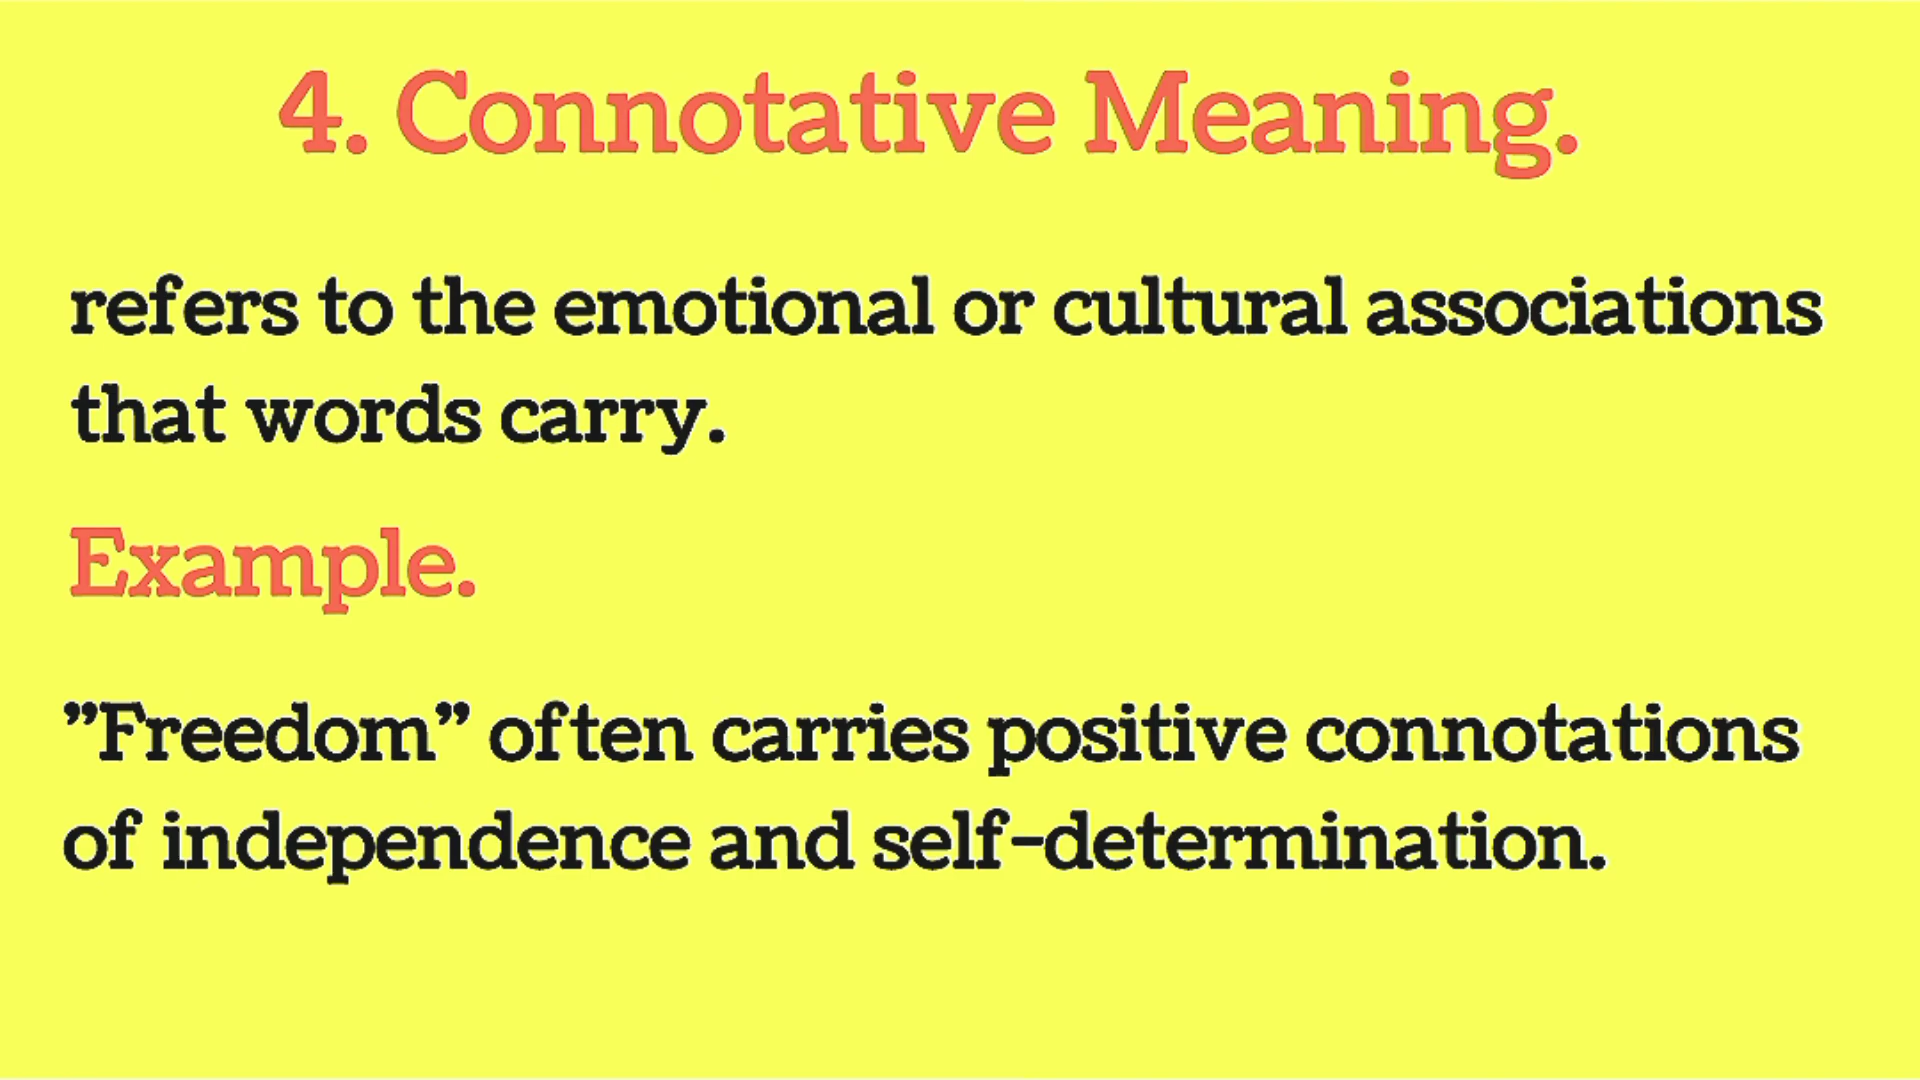 4. Connotative Meaning.
refers to the emotional or cultural associations
that words carry.
Example.
”Freedom” often carries positive connotations
of independence and self-determination.